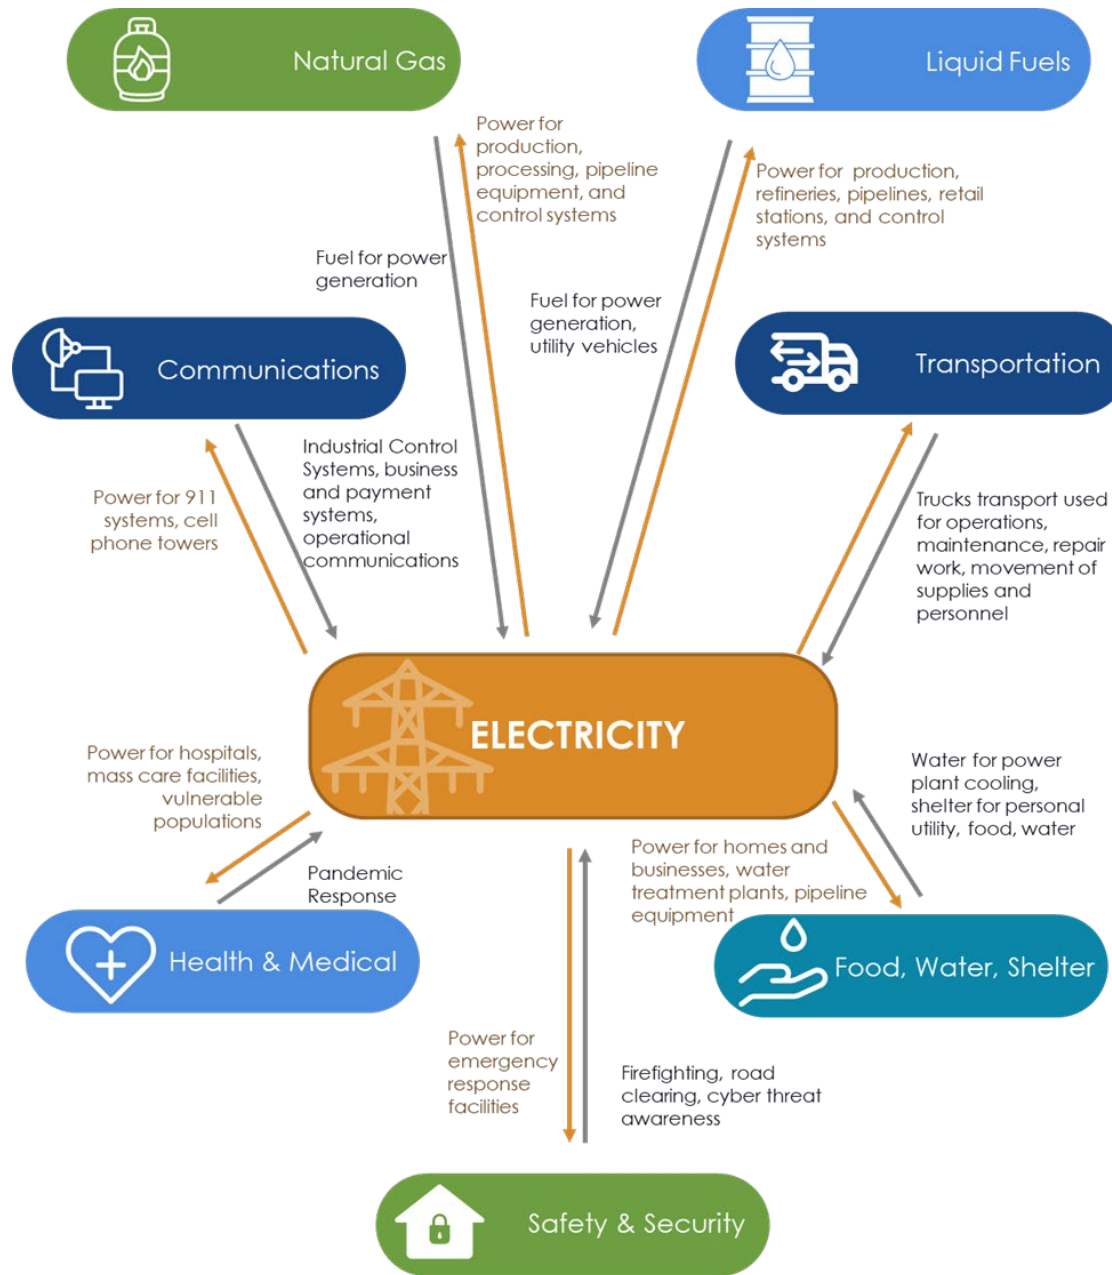 Natural Gas
Liquid Fuels
Power for
production,
processing, pipeline
equipment, and
control systems
Power for production,
refineries, pipelines, retail
stations, and control
systems
Fuel for power
generation
Fuel for power
generation,
utility vehicles
Communications
Transportation
Power for 911
systems, cell
phone towers
Industrial Control
Systems, business
and payment
systems,
operational
communications
Trucks transport used
for operations,
maintenance, repair
work, movement of
supplies and
personnel
ELECTRICITY
Power for hospitals,
mass care facilities,
vulnerable
populations
Pandemic
Response
Power for homes and
businesses, water
treatment plants, pipeline
equipment
Water for power
plant cooling,
shelter for personal
utility, food, water
Health & Medical
Food, Water, Shelter
Power for
emergency
response
facilities
Firefighting, road
clearing, cyber threat
awareness
Safety & Security